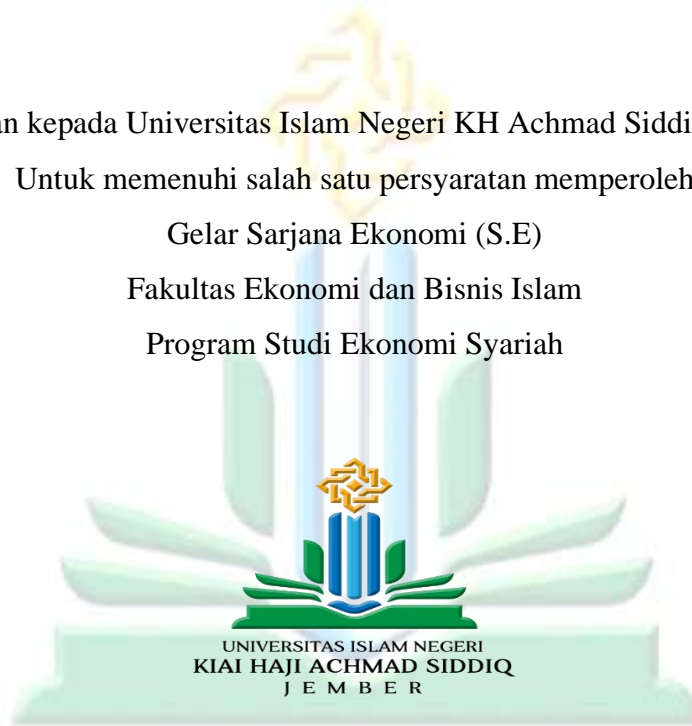 an kepada Universitas Islam Negeri KH Achmad Siddi
Untuk memenuhi salah satu persyaratan memperoleh
Gelar Sarjana Ekonomi (S.E)
Fakultas Ekonomi dan Bisnis Islam
Program Studi Ekonomi Syariah
UNIVERSITAS ISLAM NEGERI
KIAI HAJI ACHMAD SIDDIQ
JEMBER